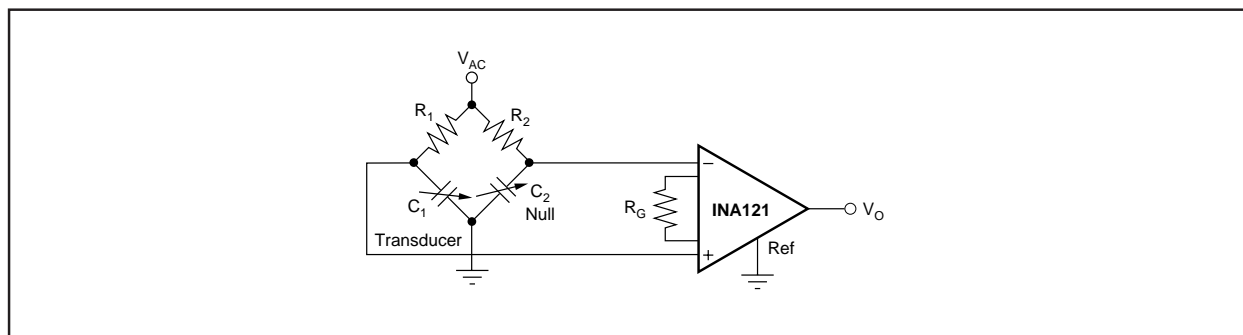 V_AC
R_1
R_2
C_1
C_2
Null
Transducer
R_G
−
INA121
+
V_O
Ref